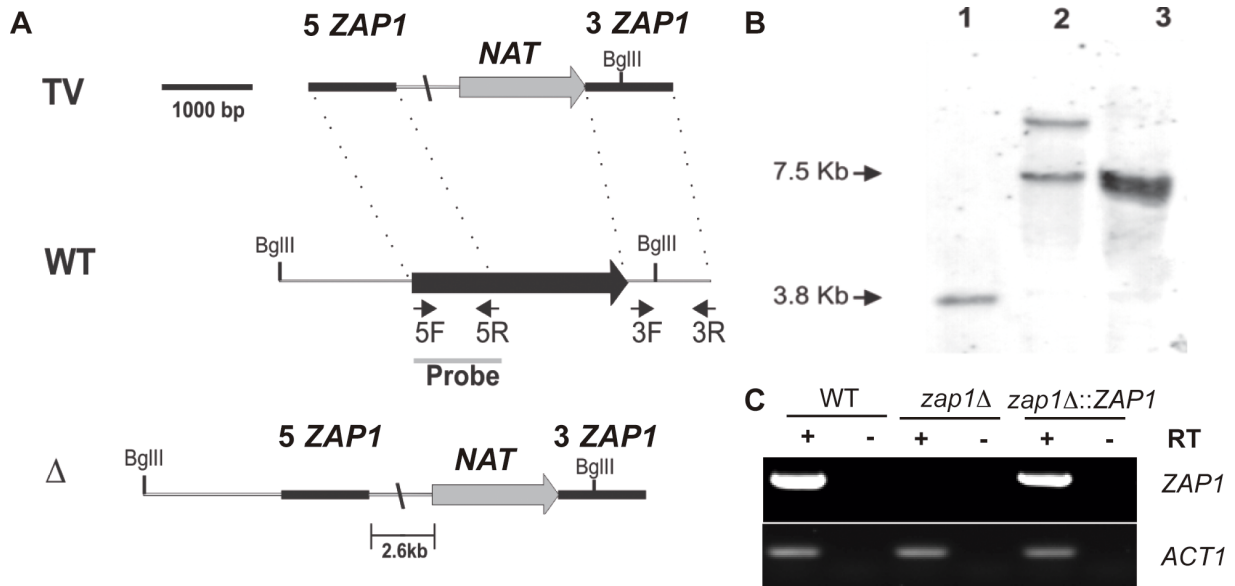 A
5 ZAP1
3 ZAP1
NAT
BglII
TV
1000 bp
WT
BglII
BglII
5F
5R
3F
3R
Probe
5 ZAP1
3 ZAP1
NAT
BglII
BglII
Δ
2.6kb
B
1 2 3
7.5 Kb
3.8 Kb
C
WT zap1Δ zap1Δ::ZAP1
+ - + - + - RT
ZAP1
ACT1